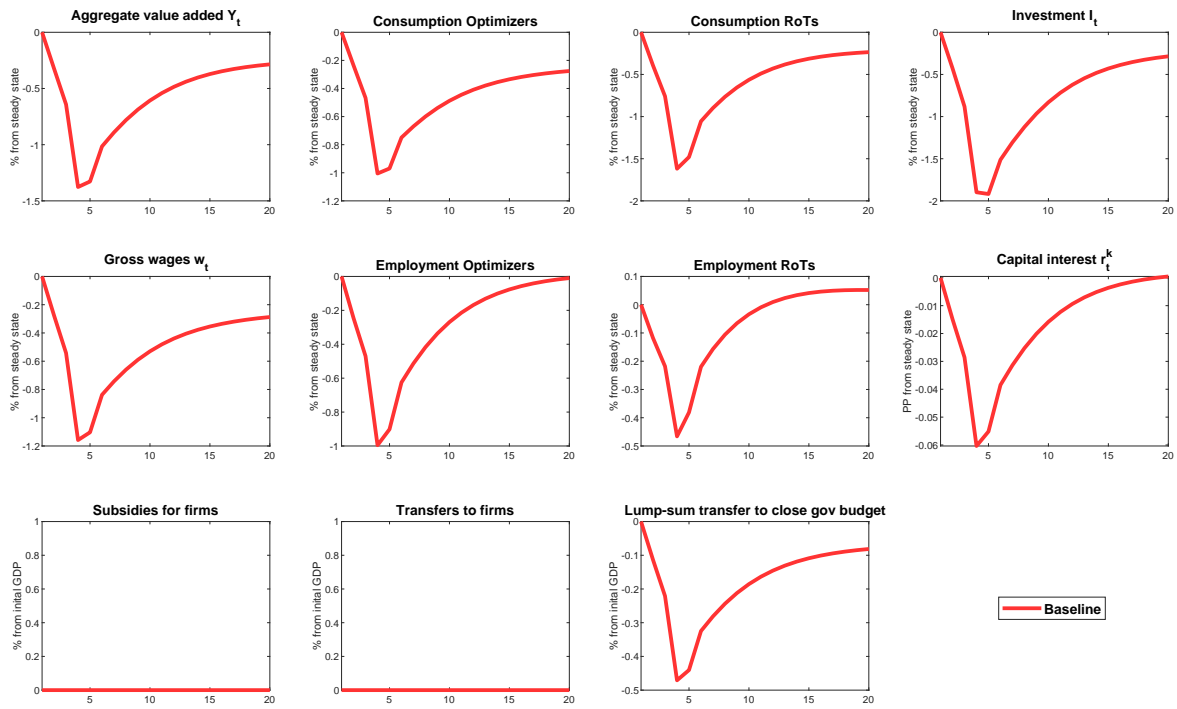 Aggregate value added Y_t
% from steady state
0
-0.5
-1
-1.5
5 10 15 20
Consumption Optimizers
% from steady state
0
-0.2
-0.4
-0.6
-0.8
-1
-1.2
5 10 15 20
Consumption RoTs
% from steady state
0
-0.5
-1
-1.5
-2
5 10 15 20
Investment I_t
% from steady state
0
-0.5
-1
-1.5
-2
5 10 15 20
Gross wages w_t
% from steady state
0
-0.2
-0.4
-0.6
-0.8
-1
-1.2
5 10 15 20
Employment Optimizers
% from steady state
0
-0.2
-0.4
-0.6
-0.8
-1
5 10 15 20
Employment RoTs
% from steady state
0.1
0
-0.1
-0.2
-0.3
-0.4
-0.5
5 10 15 20
Capital interest r_t^k
PP from steady state
0
-0.01
-0.02
-0.03
-0.04
-0.05
-0.06
5 10 15 20
Subsidies for firms
% from inital GDP
1
0.8
0.6
0.4
0.2
0
5 10 15 20
Transfers to firms
% from inital GDP
1
0.8
0.6
0.4
0.2
0
5 10 15 20
Lump-sum transfer to close gov budget
% from inital GDP
0
-0.1
-0.2
-0.3
-0.4
-0.5
5 10 15 20
Baseline